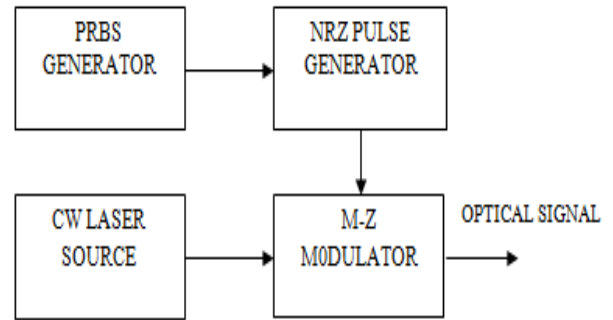 PRBS
GENERATOR
NRZ PULSE
GENERATOR
CW LASER
SOURCE
M-Z
M0DULATOR
OPTICAL SIGNAL